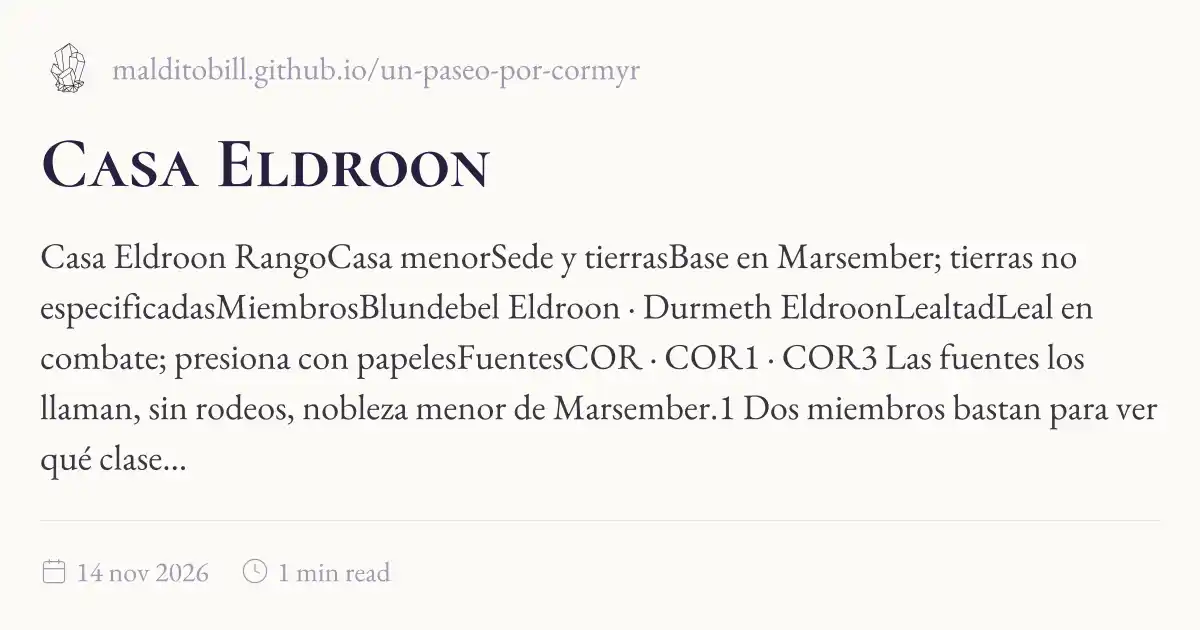 malditobill.github.io/un-paseo-por-cormyr
Casa Eldroon
Casa Eldroon RangoCasa menorSede y tierrasBase en Marsember; tierras no
especificadasMiembrosBlundebel Eldroon · Durmeth EldroonLealtadLeal en
combate; presiona con papelesFuentesCOR · COR1 · COR3 Las fuentes los
llaman, sin rodeos, nobleza menor de Marsember.1 Dos miembros bastan para ver
qué clase...
14 nov 2026 1 min read